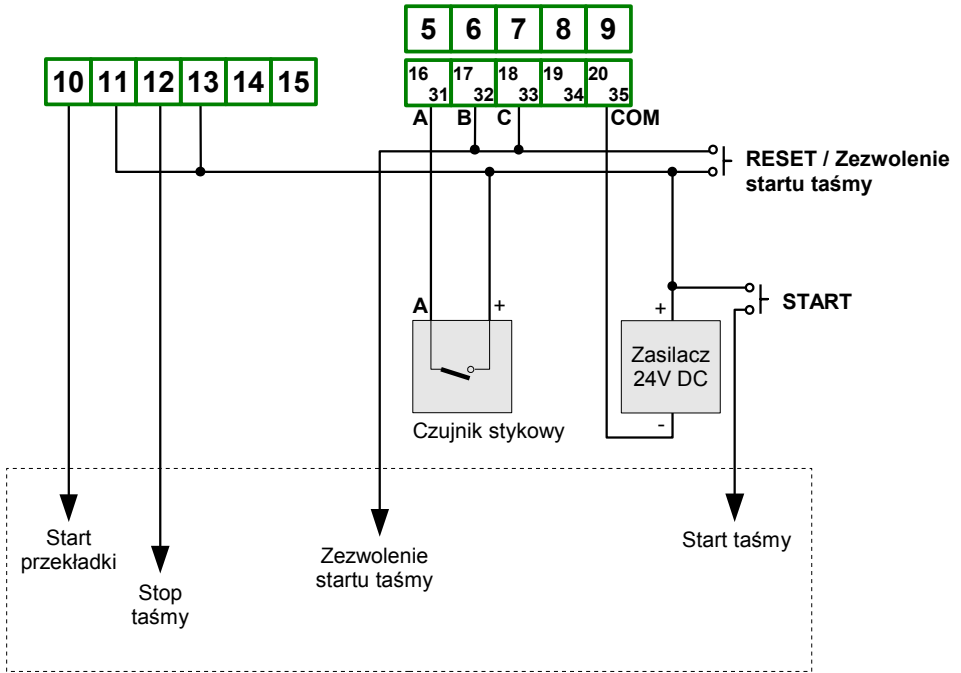 5 6 7 8 9
10 11 12 13 14 15
16 17 18 19 20
31 32 33 34 35
A B C COM
RESET / Zezwolenie
startu taśmy
A +
+
START
Zasilacz
24V DC
-
Czujnik stykowy
Start
przekładki
Stop
taśmy
Zezwolenie
startu taśmy
Start taśmy